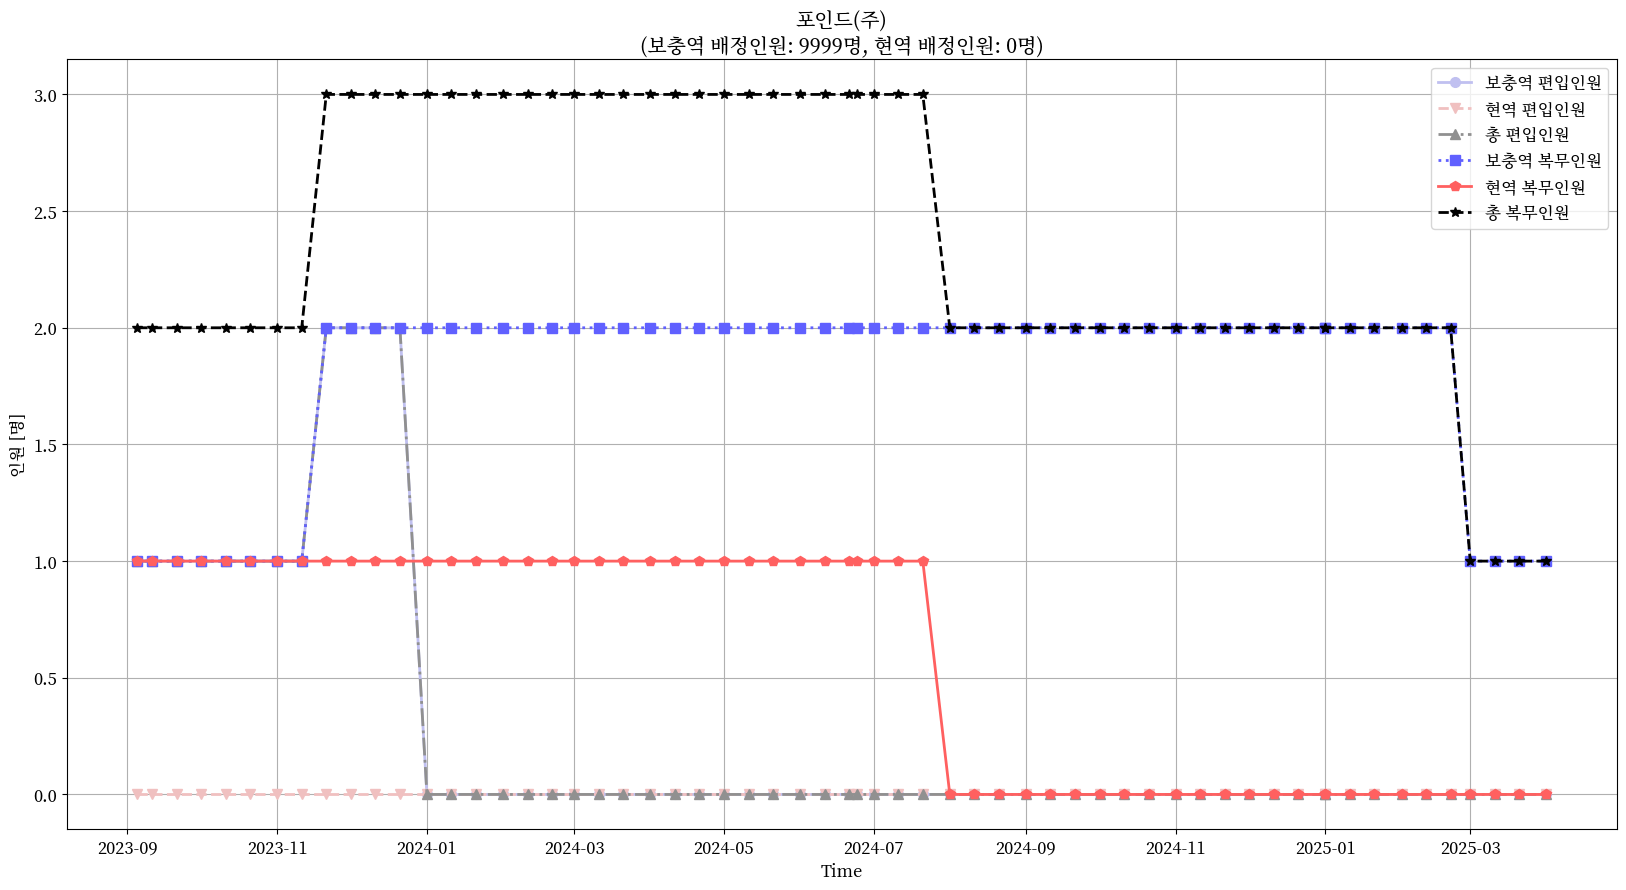 포인드(주)
(보충역 배정인원: 9999명, 현역 배정인원: 0명)
보충역 편입인원
현역 편입인원
총 편입인원
보충역 복무인원
현역 복무인원
총 복무인원
인원 [명]
3.0
2.5
2.0
1.5
1.0
0.5
0.0
2023-09 2023-11 2024-01 2024-03 2024-05 2024-07 2024-09 2024-11 2025-01 2025-03
Time